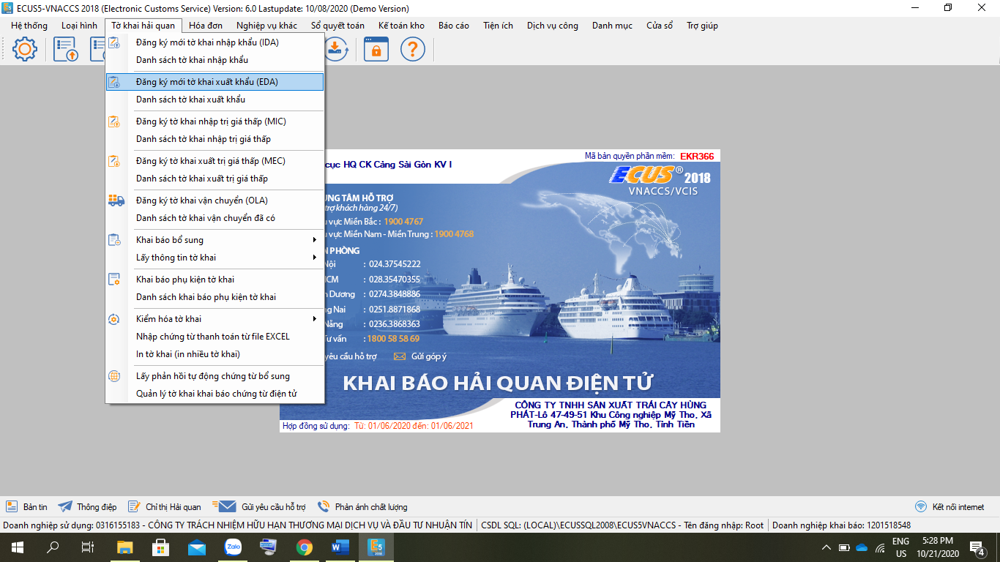 ECUS5-VNACCS 2018 (Electronic Customs Service) Version: 6.0 Lastupdate: 10/08/2020 (Demo Version)
Hệ thống Loại hình Tờ khai hải quan Hóa đơn Nghiệp vụ khác Sổ quyết toán Kế toán kho Báo cáo Tiện ích Dịch vụ công Danh mục Cửa sổ Trợ giúp
Đăng ký mới tờ khai nhập khẩu (IDA)
Danh sách tờ khai nhập khẩu
Đăng ký mới tờ khai xuất khẩu (EDA)
Danh sách tờ khai xuất khẩu
Đăng ký tờ khai nhập trị giá thấp (MIC)
Danh sách tờ khai nhập trị giá thấp
Đăng ký tờ khai xuất trị giá thấp (MEC)
Danh sách tờ khai xuất trị giá thấp
Đăng ký tờ khai vận chuyển (OLA)
Danh sách tờ khai vận chuyển đã có
Khai báo bổ sung
Lấy thông tin tờ khai
Khai báo phụ kiện tờ khai
Danh sách khai báo phụ kiện tờ khai
Kiểm hóa tờ khai
Nhập chứng từ thanh toán từ file EXCEL
In tờ khai (in nhiều tờ khai)
Lấy phản hồi tự động chứng từ bổ sung
Quản lý tờ khai khai báo chứng từ điện tử
Mã bản quyền phần mềm: EKR366
cục HQ CK Cảng Sài Gòn KV I
ECUS® 2018
VNACCS/VCIS
UNG TÂM HỖ TRỢ
trợ khách hàng 24/7)
u vực Miền Bắc : 1900 4767
u vực Miền Nam - Miền Trung : 1900 4768
N PHÒNG
Nội : 024.37545222
HCM : 028.35470355
h Dương : 0274.3848886
ng Nai : 0251.8871868
Nẵng : 0236.3868363
Tư vấn : 1800 58 58 69
yêu cầu hỗ trợ Gửi góp ý
KHAI BÁO HẢI QUAN ĐIỆN TỬ
CÔNG TY TNHH SẢN XUẤT TRÁI CÂY HÙNG
PHÁT-Lô 47-49-51 Khu Công nghiệp Mỹ Tho, Xã
Trung An, Thành phố Mỹ Tho, Tỉnh Tiền
Hợp đồng sử dụng: Từ: 01/06/2020 đến: 01/06/2021
Bản tin Thông điệp Chỉ thị Hải quan Gửi yêu cầu hỗ trợ Phản ánh chất lượng Kết nối internet
Doanh nghiệp sử dụng: 0316155183 - CÔNG TY TRÁCH NHIỆM HỮU HẠN THƯƠNG MẠI DỊCH VỤ VÀ ĐẦU TƯ NHUẬN TÍN CSDL SQL: (LOCAL)\ECUSSQL2008\ECUS5VNACCS - Tên đăng nhập: Root Doanh nghiệp khai báo: 1201518548
Zalo
E5
2018
ENG
US
5:28 PM
10/21/2020
4